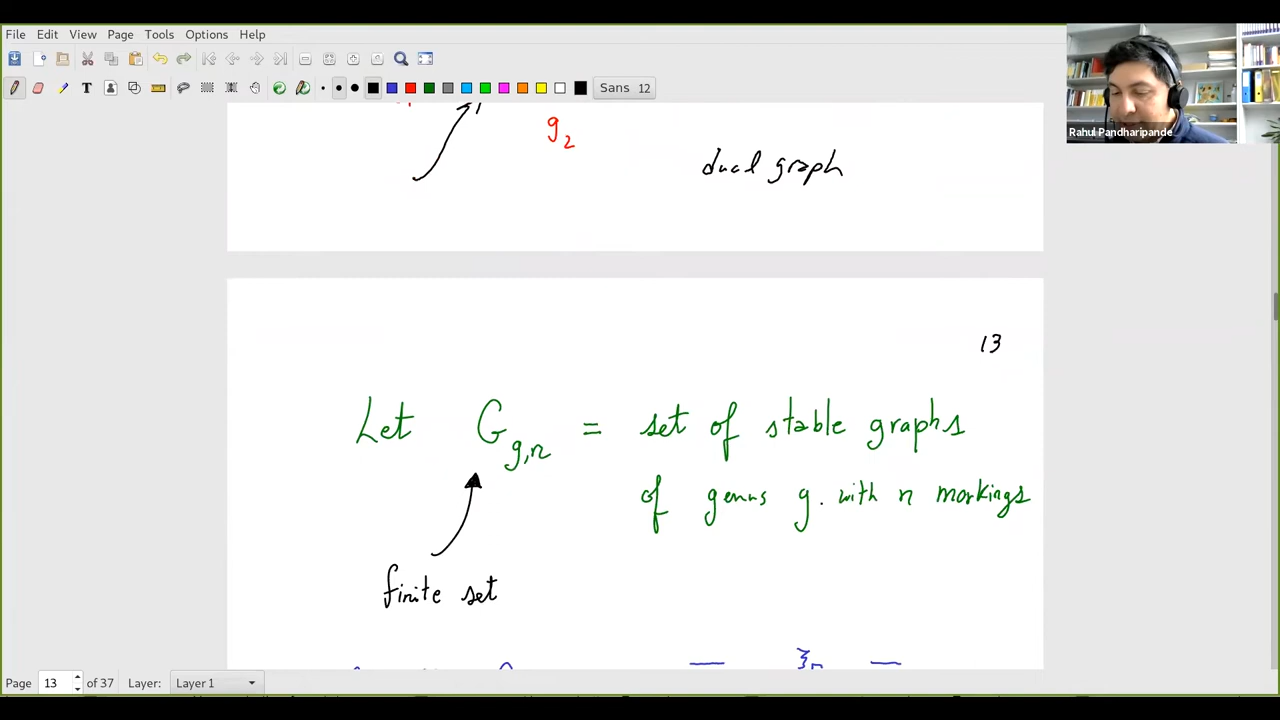 File Edit View Page Tools Options Help
Sans 12
Rahul Pandharipande
g2
dual graph
13
Let G g,n = set of stable graphs
of genus g. with n markings
finite set
Page 13 of 37 Layer: Layer 1